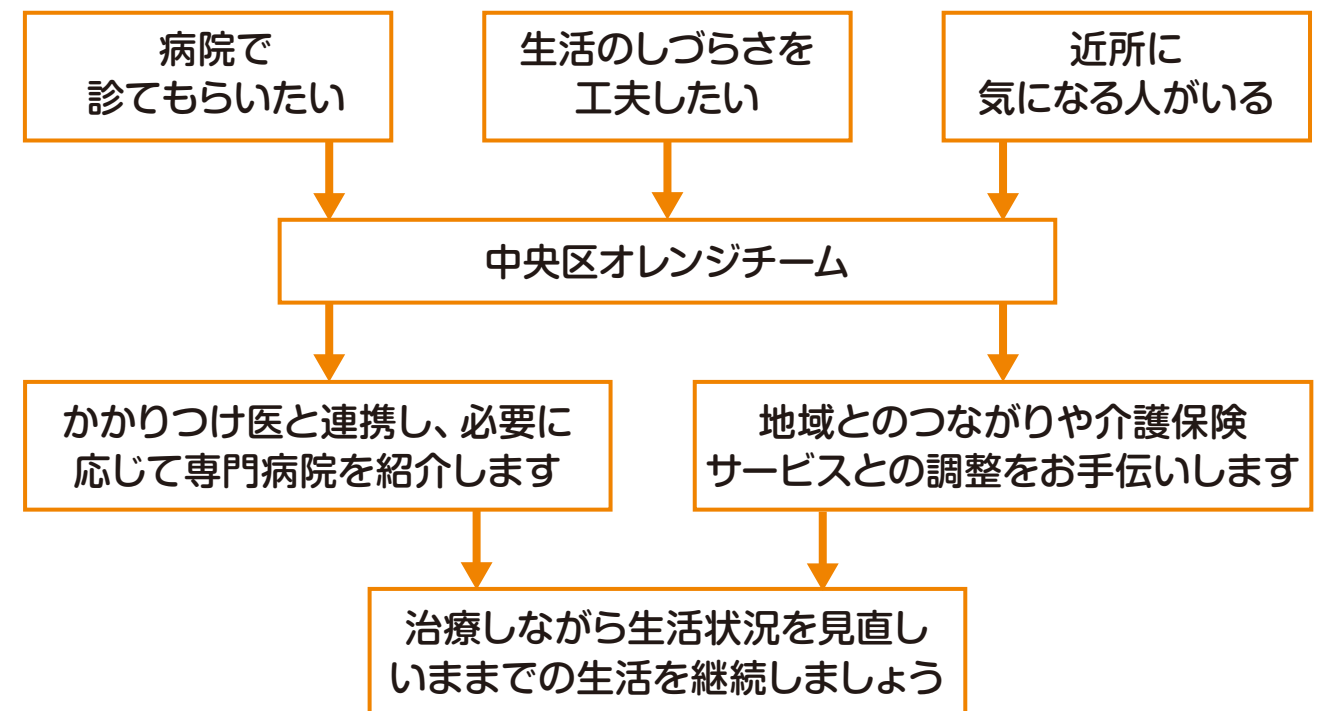 病院で
診てもらいたい
生活のしづらさを
工夫したい
近所に
気になる人がいる
中央区オレンジチーム
かかりつけ医と連携し、必要に
応じて専門病院を紹介します
地域とのつながりや介護保険
サービスとの調整をお手伝いします
治療しながら生活状況を見直し
いままでの生活を継続しましょう